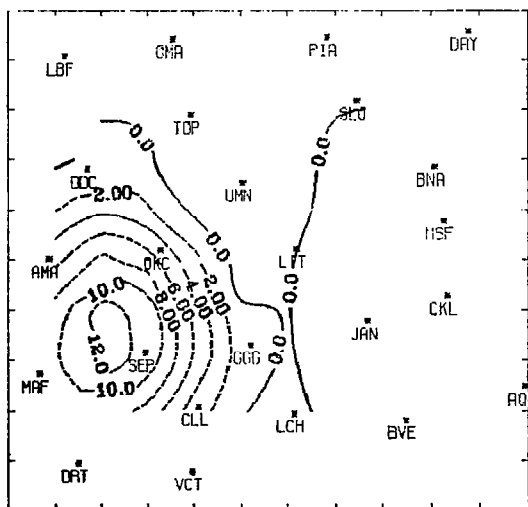 OMA
PIA
DAY
LBF
SLO
TOP
0.0
0.0
DDC
BNA
2.00
UMN
MSF
0.0
AMA
OKC
LIT
6.00
4.00
2.00
10.0
8.00
0.0
CKL
JAN
12.0
SEP
GGG
0.0
MAF
10.0
AQ
CLL
LCH
BVE
DRT
VCT